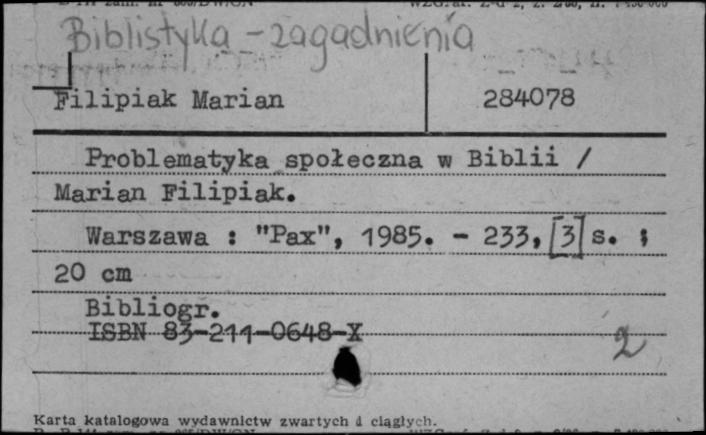 Biblistyka - zagadnienia
Filipiak Marian 284078
Problematyka społeczna w Biblii /
Marian Filipiak.
Warszawa : "Pax", 1985. - 233, [3] s. ;
20 cm
Bibliogr.
ISBN 83-211-0648-X
2
Karta katalogowa wydawnictw zwartych i ciągłych.